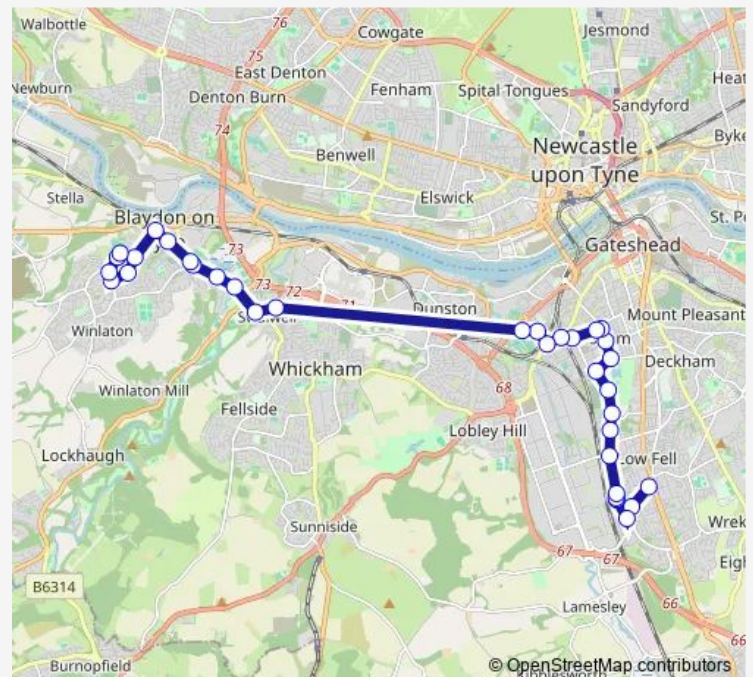 Walbottle
76
Cowgate
Jesmond
75
East Denton
Newburn
Denton Burn
Fenham
Spital Tongues
Heat
Sandyford
74
Byke
Benwell
Newcastle
upon Tyne
Stella
Elswick
Blaydon on
St. P
73
Gateshead
73
72
71
Dunston
Mount Pleasant
Winlaton
Whickham
Deckham
68
Winlaton Mill
Fellside
Lobley Hill
Lockhaugh
Low Fell
Sunniside
Wrek
67
67
Eigh
B6314
66
Lamesley
66
Burnopfield
© OpenStreetMap contributors